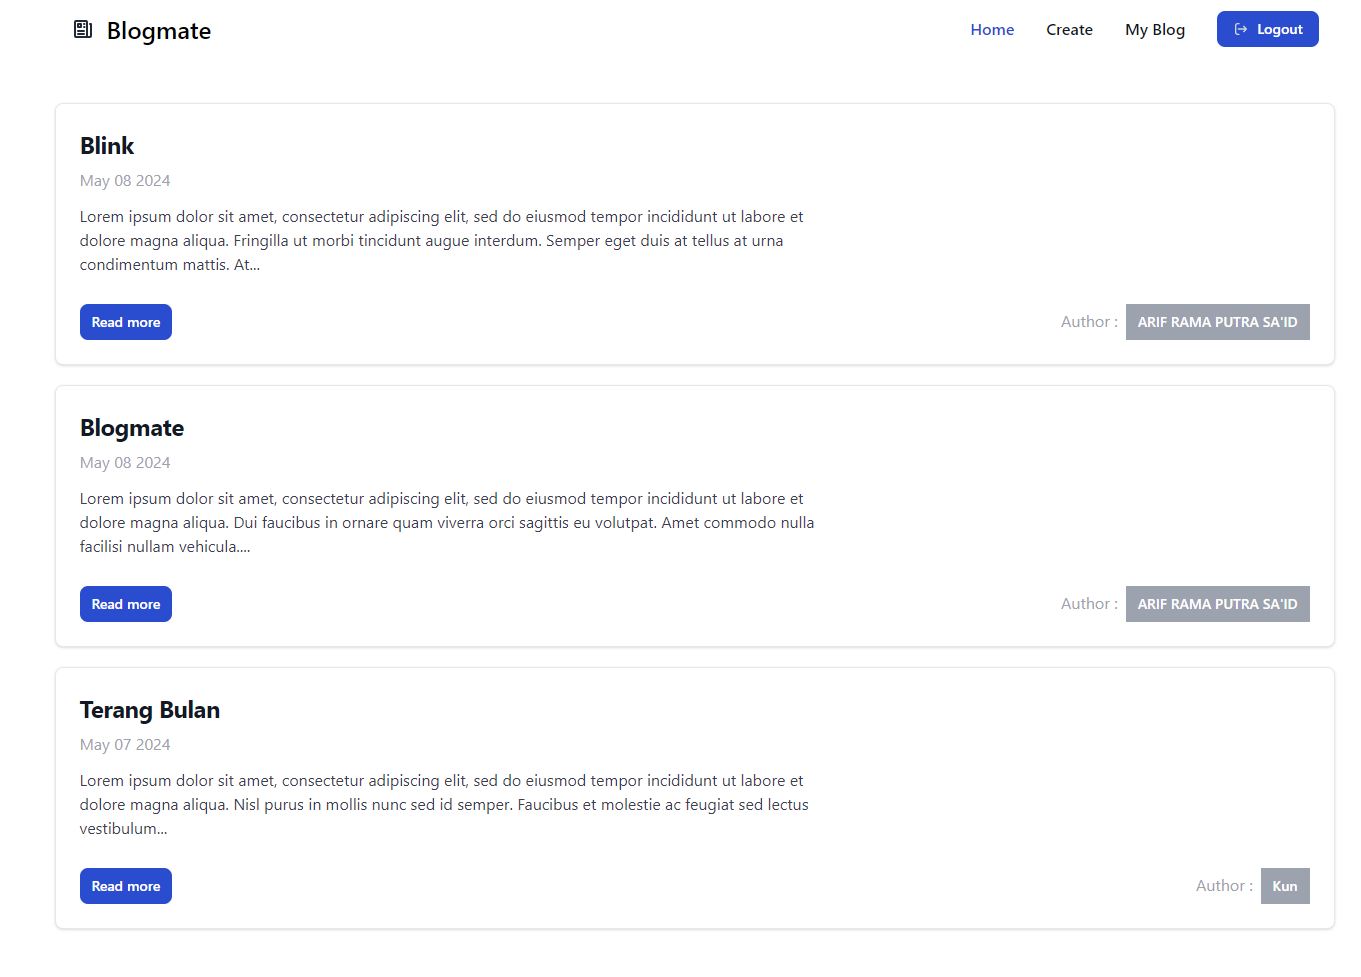 Blogmate
Home
Create
My Blog
Logout
Blink
May 08 2024
Lorem ipsum dolor sit amet, consectetur adipiscing elit, sed do eiusmod tempor incididunt ut labore et
dolore magna aliqua. Fringilla ut morbi tincidunt augue interdum. Semper eget duis at tellus at urna
condimentum mattis. At...
Read more
Author : ARIF RAMA PUTRA SA'ID
Blogmate
May 08 2024
Lorem ipsum dolor sit amet, consectetur adipiscing elit, sed do eiusmod tempor incididunt ut labore et
dolore magna aliqua. Dui faucibus in ornare quam viverra orci sagittis eu volutpat. Amet commodo nulla
facilisi nullam vehicula....
Read more
Author : ARIF RAMA PUTRA SA'ID
Terang Bulan
May 07 2024
Lorem ipsum dolor sit amet, consectetur adipiscing elit, sed do eiusmod tempor incididunt ut labore et
dolore magna aliqua. Nisl purus in mollis nunc sed id semper. Faucibus et molestie ac feugiat sed lectus
vestibulum...
Read more
Author : Kun